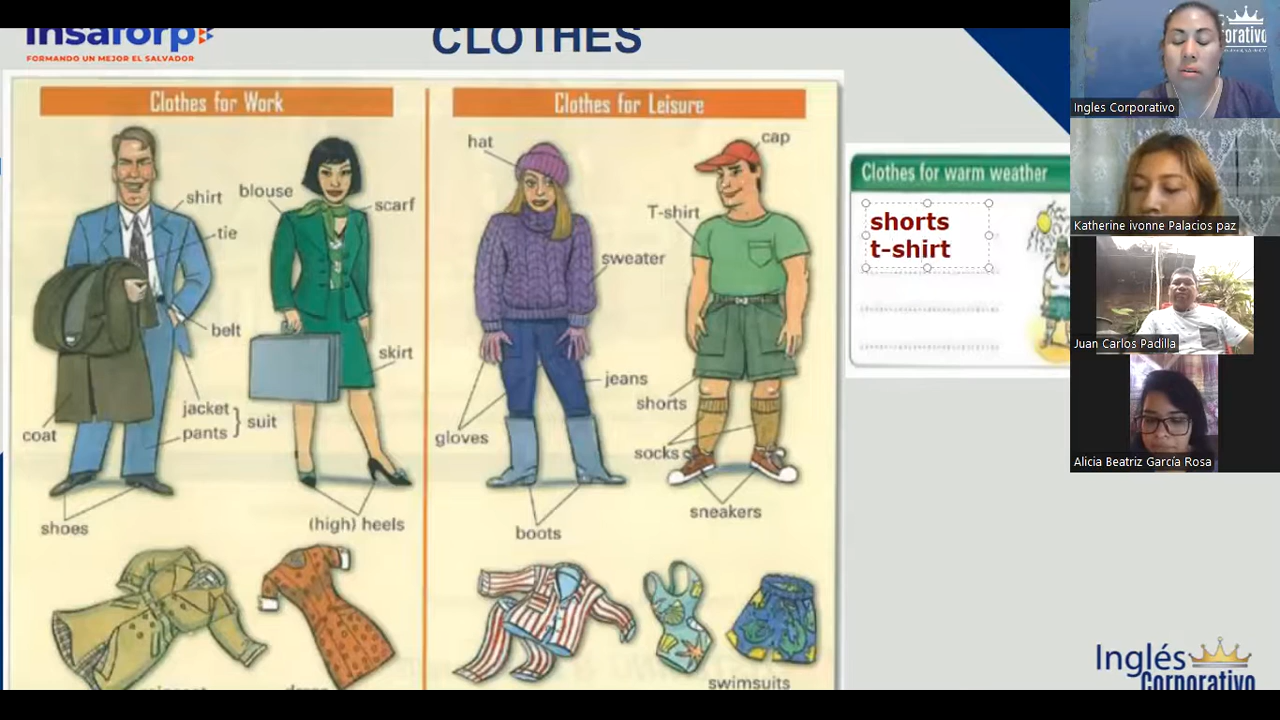 insaforp
FORMANDO UN MEJOR EL SALVADOR
CLOTHES
Clothes for Work
shirt
blouse
scarf
tie
belt
skirt
jacket
pants
suit
coat
shoes
(high) heels
dress
Clothes for Leisure
hat
cap
T-shirt
sweater
jeans
shorts
gloves
socks
sneakers
boots
swimsuits
Clothes for warm weather
shorts
t-shirt
Ingles Corporativo
Katherine ivonne Palacios paz
Juan Carlos Padilla
Alicia Beatriz García Rosa
Inglés
Corporativo